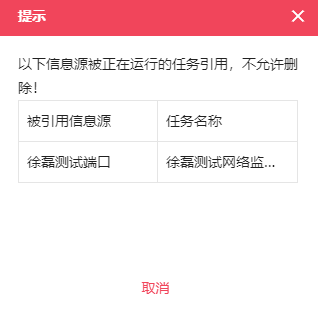 提示
以下信息源被正在运行的任务引用，不允许删
除！
被引用信息源 任务名称
徐磊测试端口 徐磊测试网络监...
取消